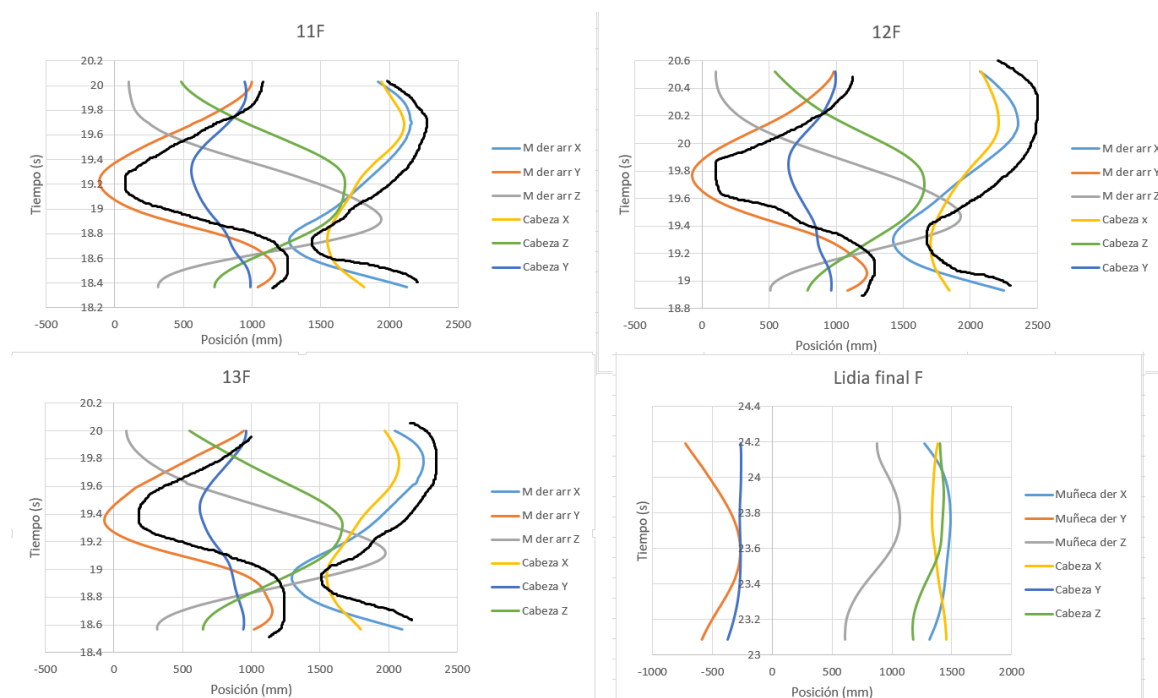 11F
20.2
20
19.8
19.6
19.4
19.2
19
18.8
18.6
18.4
18.2
-500 0 500 1000 1500 2000 2500
Tiempo (s)
Posición (mm)
M der arr X
M der arr Y
M der arr Z
Cabeza X
Cabeza Z
Cabeza Y
12F
20.6
20.4
20.2
20
19.8
19.6
19.4
19.2
19
18.8
-500 0 500 1000 1500 2000 2500
Tiempo (s)
Posición (mm)
M der arr X
M der arr Y
M der arr Z
Cabeza x
Cabeza Z
Cabeza Y
13F
20.2
20
19.8
19.6
19.4
19.2
19
18.8
18.6
18.4
-500 0 500 1000 1500 2000 2500
Tiempo (s)
Posición (mm)
M der arr X
M der arr Y
M der arr Z
Cabeza X
Cabeza Y
Cabeza Z
Lidia final F
24.4
24.2
24
23.8
23.6
23.4
23.2
23
-1000 -500 0 500 1000 1500 2000
Tiempo (s)
Posición (mm)
Muñeca der X
Muñeca der Y
Muñeca der Z
Cabeza X
Cabeza Y
Cabeza Z